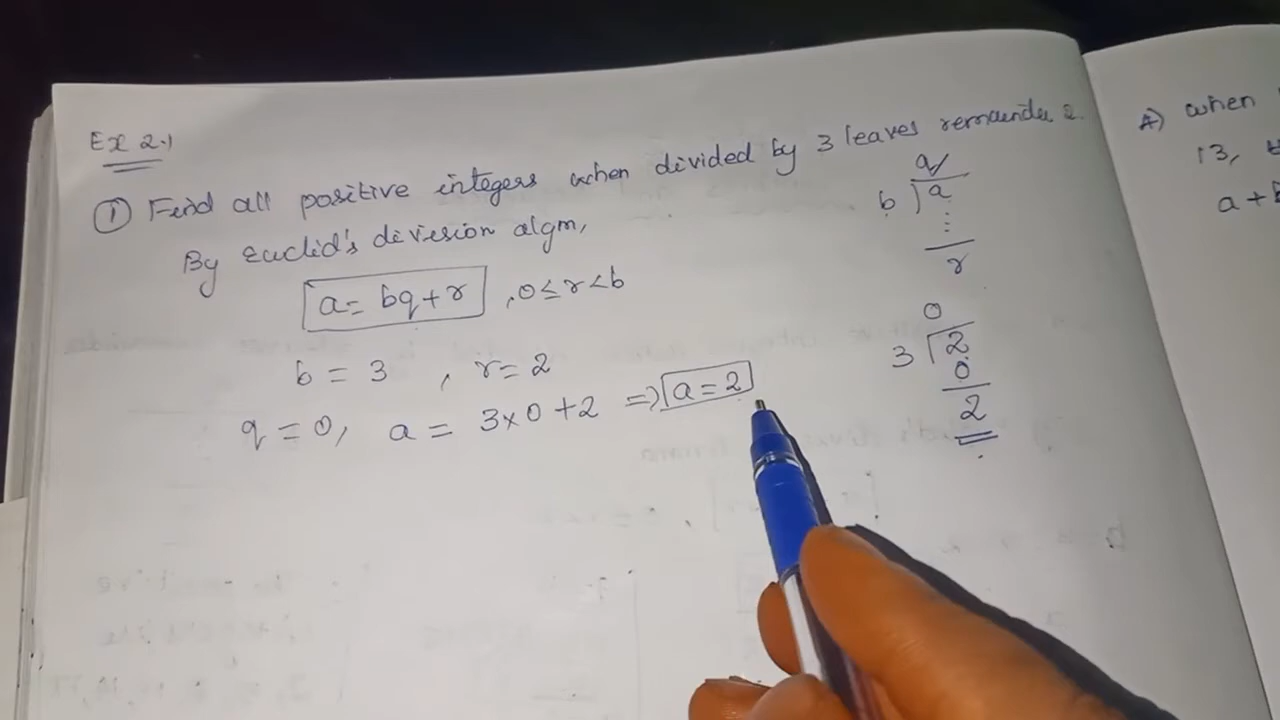 Ex 2.1
① Find all positive integers when divided by 3 leaves remainder 2.
By Euclid's division algm,
a = bq + r , 0 ≤ r < b
b = 3 , r = 2
q = 0, a = 3 × 0 + 2 ⇒ a = 2
q
b ) a
⋮
r
0
3 ) 2
0
2
A) when
13,
a + b